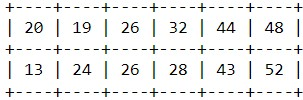 +----+----+----+----+----+----+
| 20 | 19 | 26 | 32 | 44 | 48 |
+----+----+----+----+----+----+
| 13 | 24 | 26 | 28 | 43 | 52 |
+----+----+----+----+----+----+